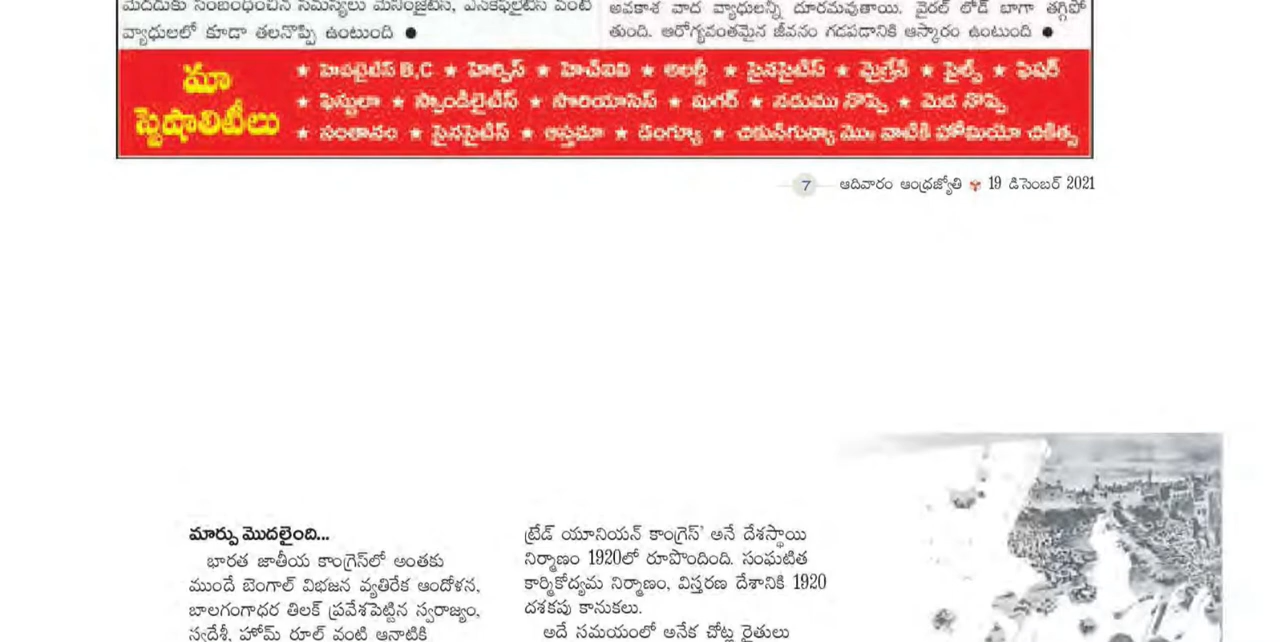 మెదడుకు సంబంధించిన సమస్యలు మెనింజైటిస్, ఎన్‌కెఫలైటిస్ వంటి
వ్యాధులలో కూడా తలనొప్పి ఉంటుంది ●
అవకాశ వాద వ్యాధులన్నీ దూరమవుతాయి. వైరల్ లోడ్ బాగా తగ్గిపో
తుంది. ఆరోగ్యవంతమైన జీవనం గడపడానికి ఆస్కారం ఉంటుంది ●
మా
స్పెషాలిటీలు
★ హెపటైటిస్ B,C ★ హెర్పిస్ ★ హెచ్ఐవి ★ అలర్జీ ★ సైనసైటిస్ ★ మైగ్రేన్ ★ పైల్స్ ★ ఫిషర్
★ ఫిస్టులా ★ స్పాండిలైటిస్ ★ సొరియాసిస్ ★ షుగర్ ★ నడుము నొప్పి ★ మెడ నొప్పి
★ సంతానం ★ సైనసైటిస్ ★ ఆస్తమా ★ డెంగ్యూ ★ చికున్‌గున్యా మొ॥ వాటికి హోమియో చికిత్స
7 ఆదివారం ఆంధ్రజ్యోతి 19 డిసెంబర్ 2021
మార్పు మొదలైంది...
భారత జాతీయ కాంగ్రెస్‌లో అంతకు
ముందే బెంగాల్ విభజన వ్యతిరేక ఆందోళన,
బాలగంగాధర తిలక్ ప్రవేశపెట్టిన స్వరాజ్యం,
స్వదేశీ, హోమ్ రూల్ వంటి ఆనాటికి
ట్రేడ్ యూనియన్ కాంగ్రెస్' అనే దేశస్థాయి
నిర్మాణం 1920లో రూపొందింది. సంఘటిత
కార్మికోద్యమ నిర్మాణం, విస్తరణ దేశానికి 1920
దశకపు కానుకలు.
అదే సమయంలో అనేక చోట్ల రైతులు